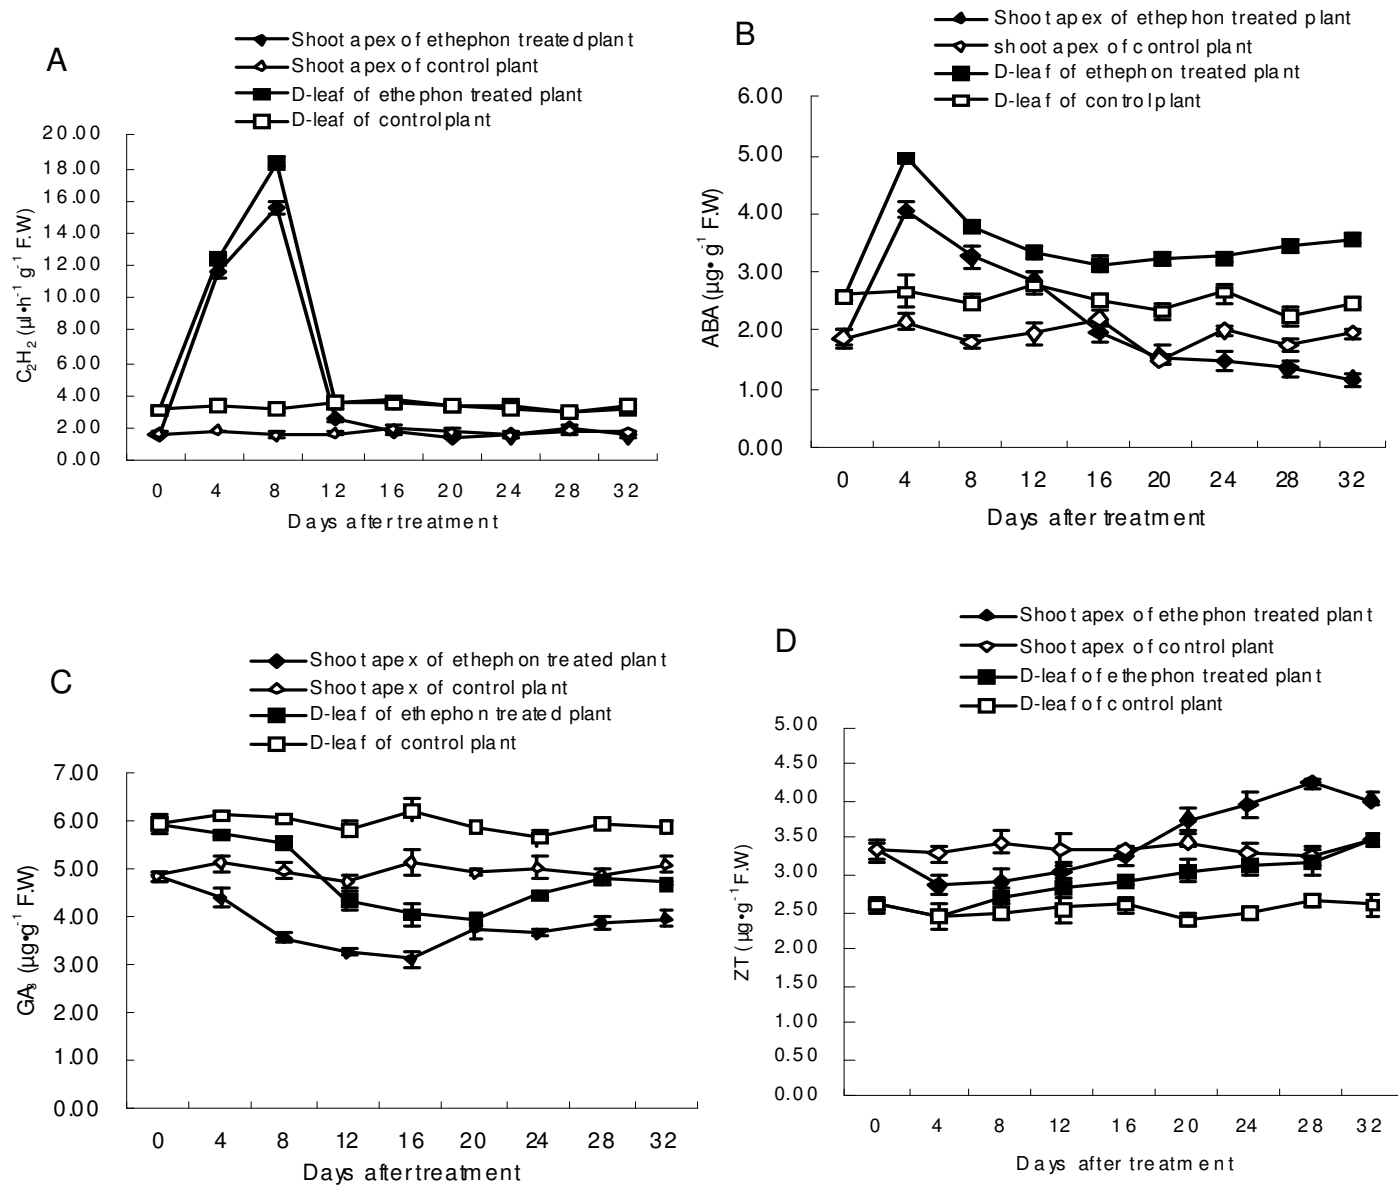 A
Shoot apex of ethephon treated plant
Shoot apex of control plant
D-leaf of ethephon treated plant
D-leaf of control plant
20.00
18.00
16.00
14.00
12.00
10.00
8.00
6.00
4.00
2.00
0.00
C2H2 (μl•h-1 g-1 F.W)
0 4 8 12 16 20 24 28 32
Days after treatment
B
Shoot apex of ethephon treated plant
shoot apex of control plant
D-leaf of ethephon treated plant
D-leaf of control plant
6.00
5.00
4.00
3.00
2.00
1.00
0.00
ABA (μg•g-1 F.W)
0 4 8 12 16 20 24 28 32
Days after treatment
C
Shoot apex of ethephon treated plant
Shoot apex of control plant
D-leaf of ethephon treated plant
D-leaf of control plant
7.00
6.00
5.00
4.00
3.00
2.00
1.00
0.00
GA3 (μg•g-1 F.W)
0 4 8 12 16 20 24 28 32
Days after treatment
D
Shoot apex of ethephon treated plant
Shoot apex of control plant
D-leaf of ethephon treated plant
D-leaf of control plant
5.00
4.50
4.00
3.50
3.00
2.50
2.00
1.50
1.00
0.50
0.00
ZT (μg•g-1 F.W)
0 4 8 12 16 20 24 28 32
Days after treatment